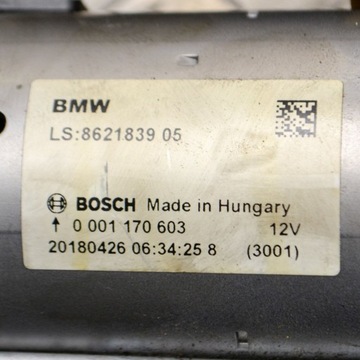 BMW
LS:8621839 05
BOSCH Made in Hungary
0 001 170 603 12V
20180426 06:34:25 8 (3001)